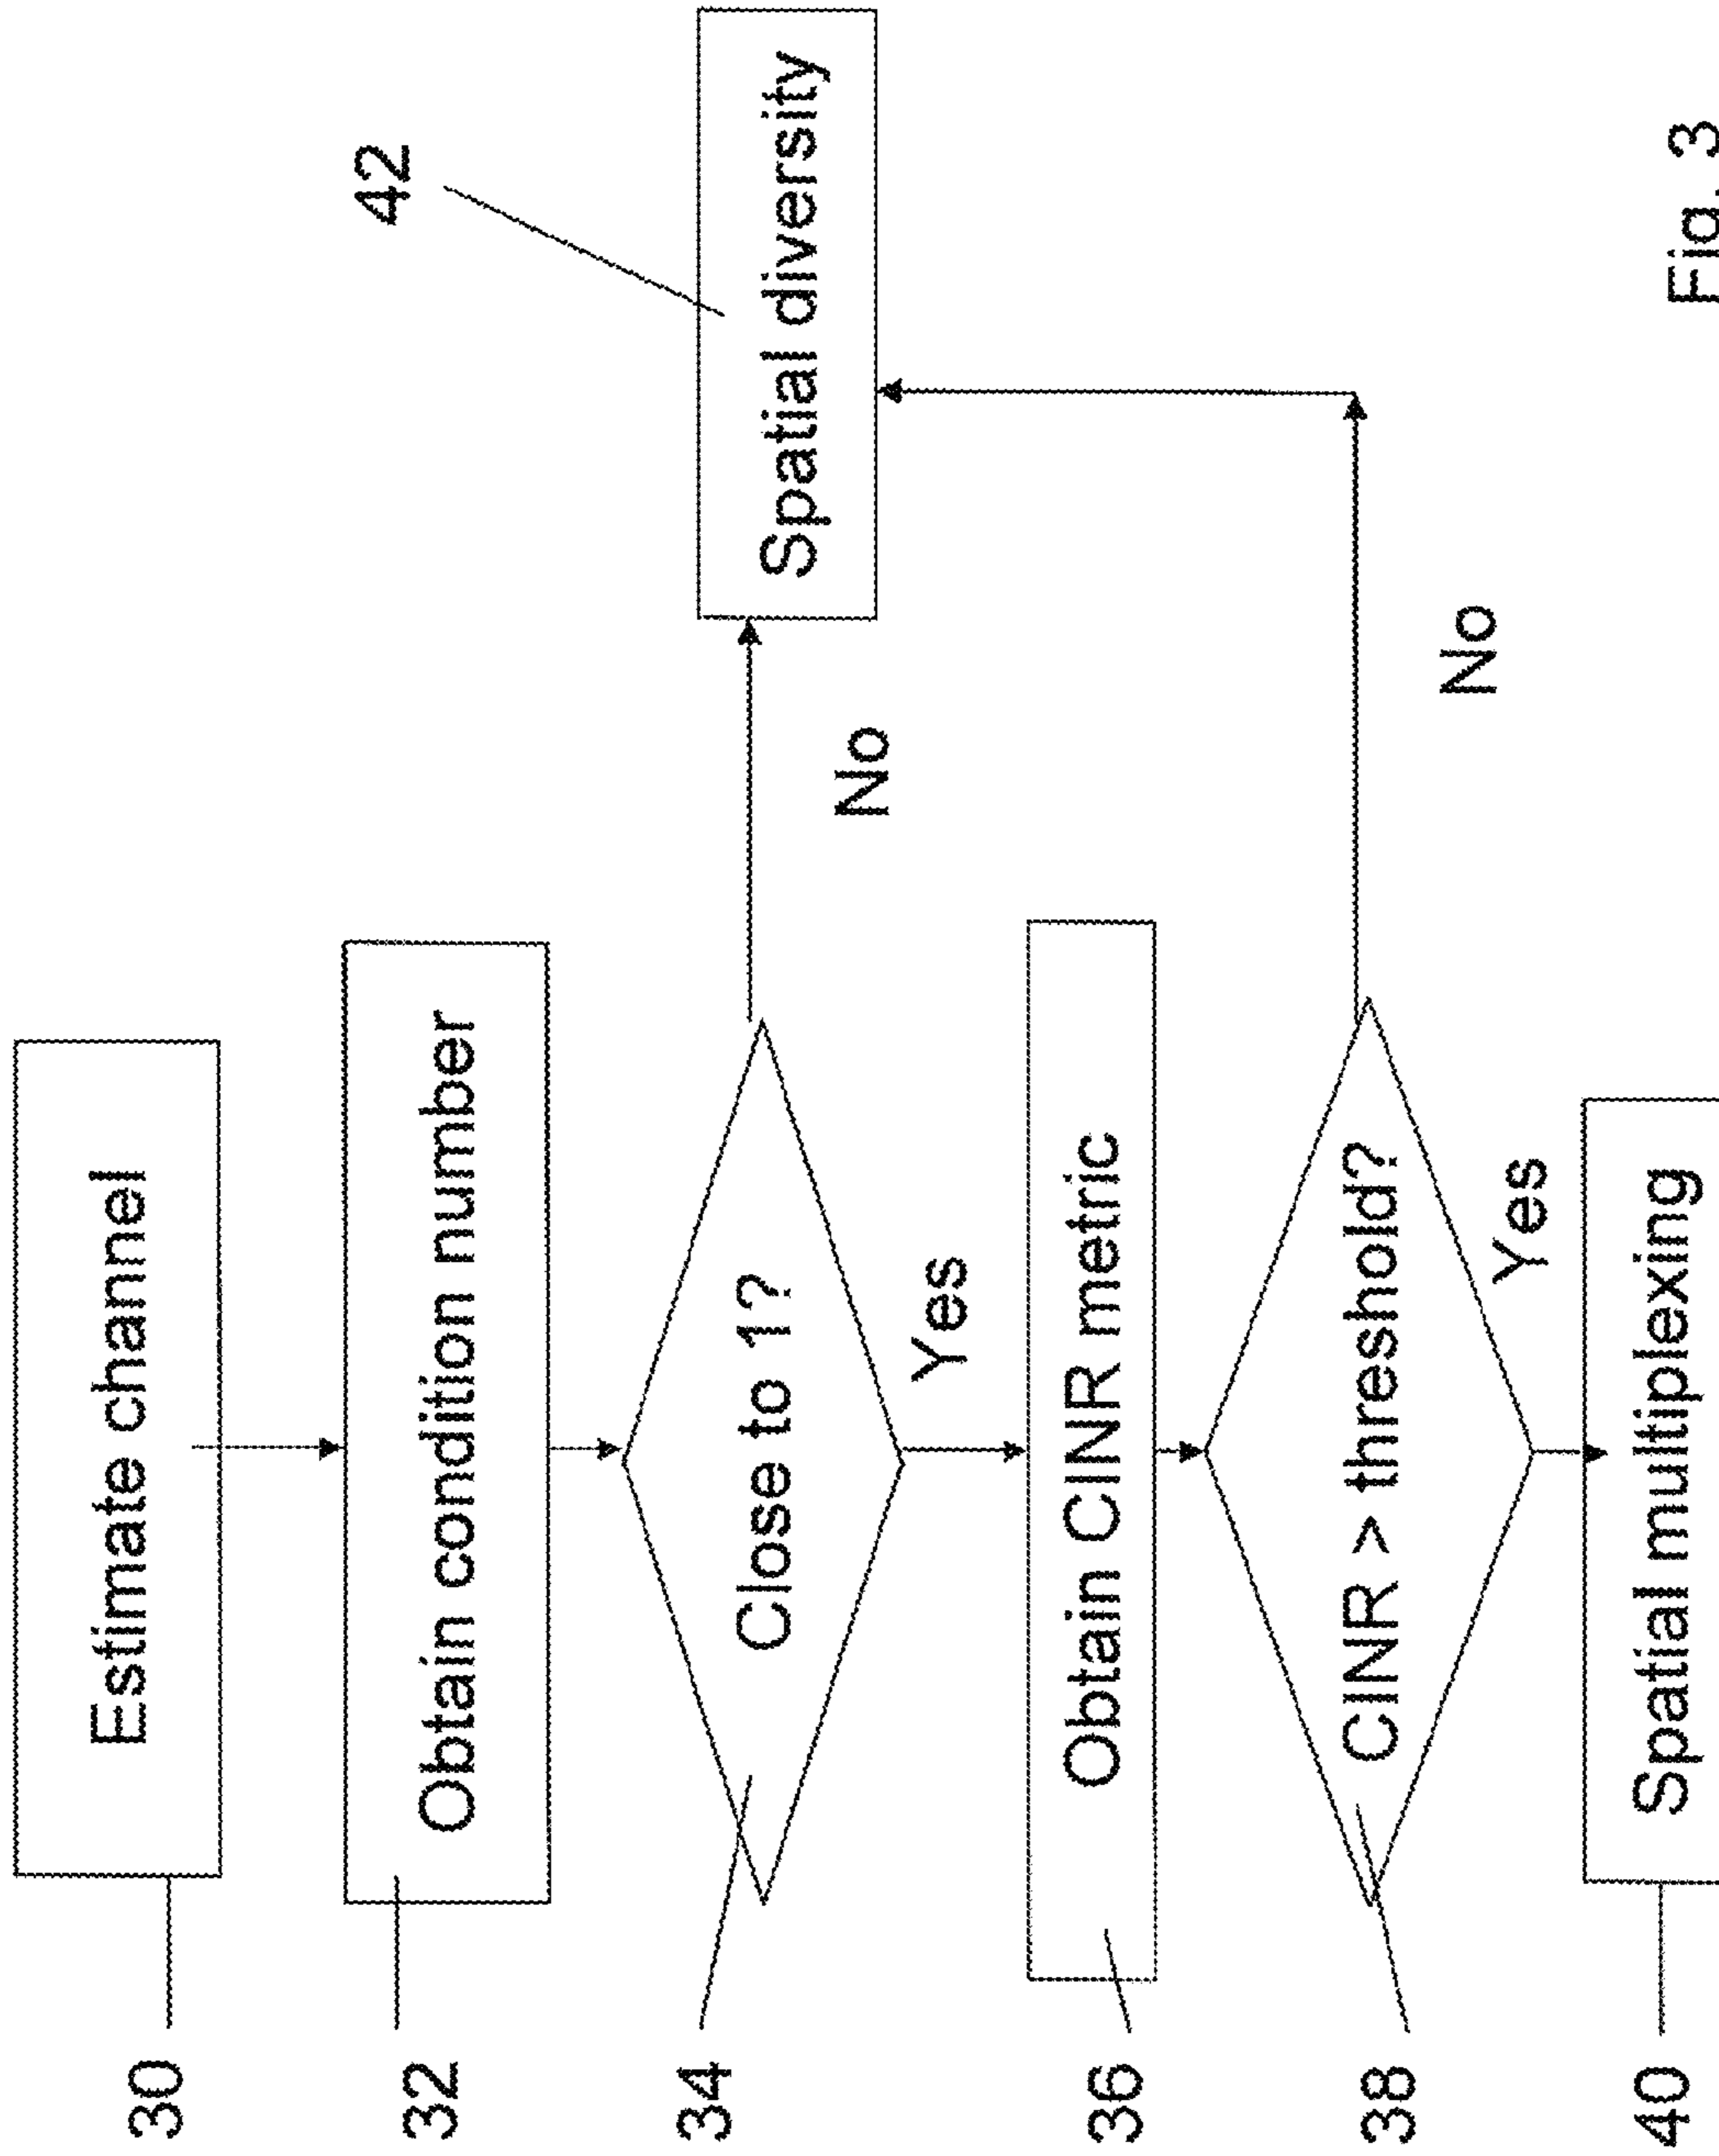 30
Estimate channel
32
Obtain condition number
34
Close to 1?
No
Spatial diversity
42
Yes
36
Obtain CINR metric
38
CINR > threshold?
No
Yes
40
Spatial multiplexing
Fig. 3